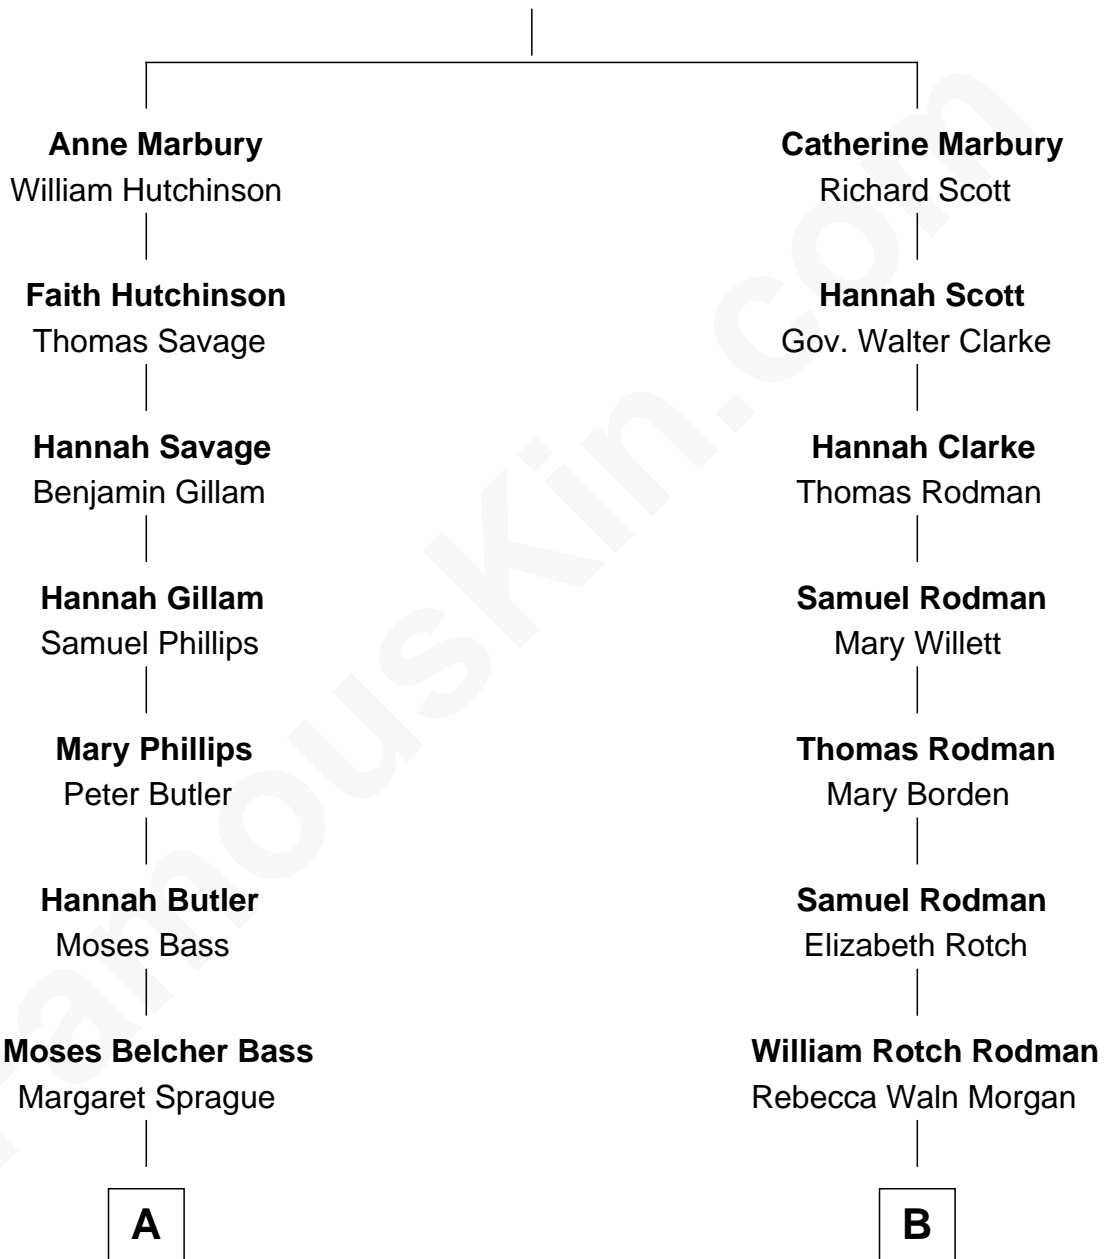 Anne Marbury
William Hutchinson
Faith Hutchinson
Thomas Savage
Hannah Savage
Benjamin Gillam
Hannah Gillam
Samuel Phillips
Mary Phillips
Peter Butler
Hannah Butler
Moses Bass
Moses Belcher Bass
Margaret Sprague
A
Catherine Marbury
Richard Scott
Hannah Scott
Gov. Walter Clarke
Hannah Clarke
Thomas Rodman
Samuel Rodman
Mary Willett
Thomas Rodman
Mary Borden
Samuel Rodman
Elizabeth Rotch
William Rotch Rodman
Rebecca Waln Morgan
B
FamousKin.com